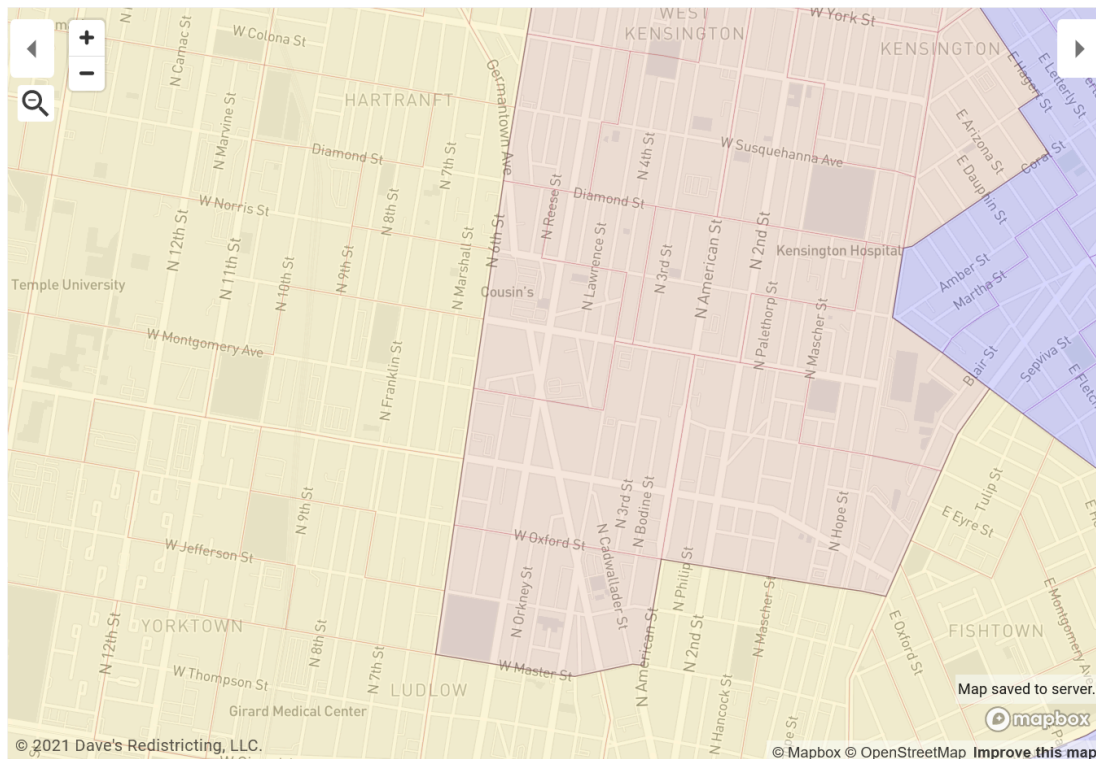 WEST
KENSINGTON
W York St
KENSINGTON
W Colona St
N Camac St
Germantown Ave
E Hagert St
E Letterly St
HARTRANFT
N Marvine St
E Arizona St
Diamond St
N 7th St
N 4th St
W Susquehanna Ave
Coral St
E Dauphin St
W Norris St
N 8th St
N Reese St
Diamond St
N 12th St
N 11th St
N 6th St
N Lawrence St
N American St
N 2nd St
Kensington Hospital
N 9th St
N 10th St
N Marshall St
N 3rd St
Amber St
Martha St
Temple University
Cousin's
N Palethorp St
N Mascher St
W Montgomery Ave
N Franklin St
Blair St
Sepviva St
E Fletch
N 9th St
N 3rd St
N Bodine St
N Hope St
Tulip St
E Eyre St
W Jefferson St
W Oxford St
N Cadwallader St
N Orkney St
N Philip St
N Mascher St
E Montgomery Ave
YORKTOWN
N 12th St
N 8th St
N 7th St
W Thompson St
LUDLOW
W Master St
N American St
N 2nd St
E Oxford St
FISHTOWN
N Hancock St
Girard Medical Center
Map saved to server.
mapbox
© 2021 Dave's Redistricting, LLC.
© Mapbox © OpenStreetMap Improve this map